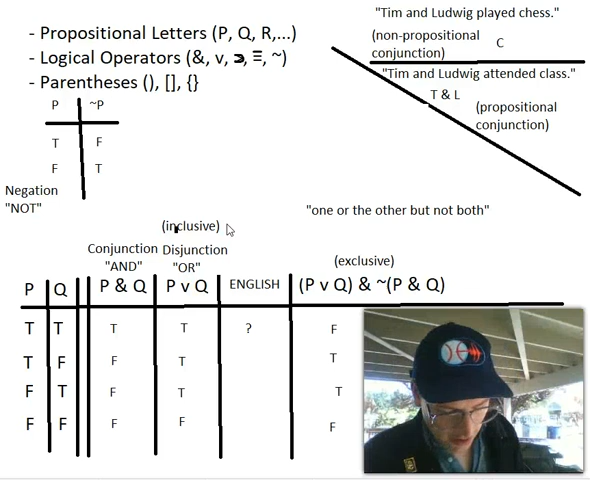 "Tim and Ludwig played chess."
- Propositional Letters (P, Q, R,...)
(non-propositional
conjunction) C
- Logical Operators (&, v, ⊃, ≡, ~)
"Tim and Ludwig attended class."
- Parentheses (), [], {}
T & L
(propositional
conjunction)
P ~P
T F
F T
Negation
"NOT"
"one or the other but not both"
(inclusive)
Conjunction Disjunction
"AND" "OR" (exclusive)
P Q P & Q P v Q ENGLISH (P v Q) & ~(P & Q)
T T T T ? F
T F F T T
F T F T T
F F F F F